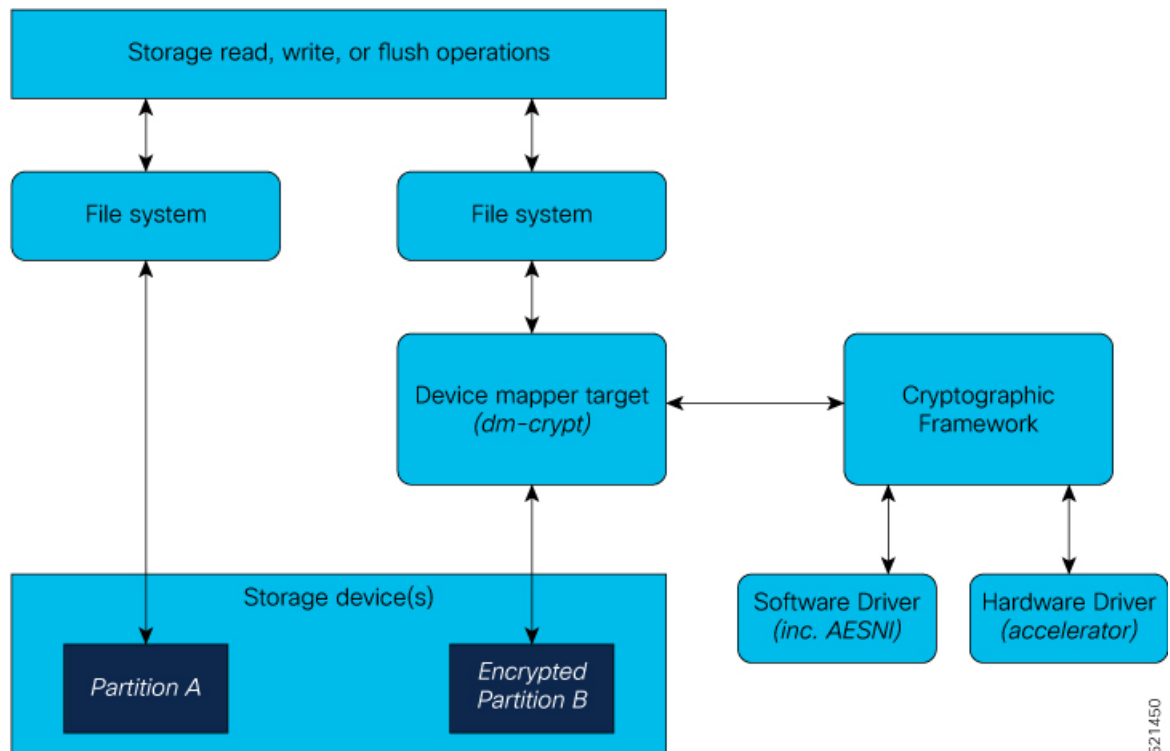 Storage read, write, or flush operations
File system
File system
Device mapper target
(dm-crypt)
Cryptographic
Framework
Storage device(s)
Software Driver
(inc. AESNI)
Hardware Driver
(accelerator)
Partition A
Encrypted
Partition B
521450